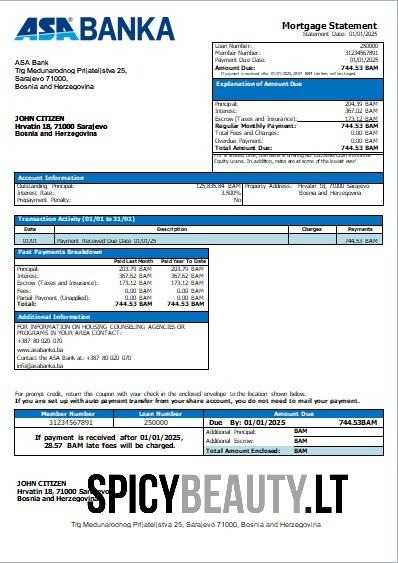 ASA BANKA
Mortgage Statement
Statement Date: 01/01/2025
ASA Bank
Trg Međunarodnog Prijateljstva 25,
Sarajevo 71000,
Bosnia and Herzegovina
Loan Number: 250000
Member Number: 31234567891
Payment Due Date: 01/01/2025
Amount Due: 744.53 BAM
If payment is received after 01/01/2025, 28.57 BAM late fees will be charged.
Explanation of Amount Due
Principal: 204.39 BAM
Interest: 367.02 BAM
Escrow (Taxes and Insurance): 173.12 BAM
Regular Monthly Payment: 744.53 BAM
Total Fees and Charges: 0.00 BAM
Overdue Payment: 0.00 BAM
Total Amount Due: 744.53 BAM
Equity Loans. In addition, rates are at some of the lowest ever!
JOHN CITIZEN
Hrvatin 18, 71000 Sarajevo
Bosnia and Herzegovina
Account Information
Outstanding Principal: 125,835.84 BAM
Interest Rate: 3.500%
Prepayment Penalty: No
Property Address: Hrvatin 18, 71000 Sarajevo
Bosnia and Herzegovina
Transaction Activity (01/01 to 31/01)
Date Description Charges Payments
01/01 Payment Received Due Date 01/01/25 744.53 BAM
Past Payments Breakdown
Paid Last Month Paid Year To Date
Principal: 203.79 BAM 203.79 BAM
Interest: 367.62 BAM 367.62 BAM
Escrow (Taxes and Insurance): 173.12 BAM 173.12 BAM
Fees: 0.00 BAM 0.00 BAM
Partial Payment (Unapplied): 0.00 BAM 0.00 BAM
Total: 744.53 BAM 744.53 BAM
Additional Information
FOR INFORMATION ON HOUSING COUNSELING AGENCIES OR
PROGRAMS IN YOUR AREA CONTACT:
+387 80 020 070
www.asabanka.ba
Contact the ASA Bank at: +387 80 020 070
info@asabanka.ba
For prompt credit, return this coupon with your check in the enclosed envelope to the location shown below.
If you are set up with auto payment transfer from your share account, you do not need to mail your payment.
Member Number Loan Number Amount Due
31234567891 250000 Due By: 01/01/2025 744.53BAM
If payment is received after 01/01/2025,
28.57 BAM late fees will be charged.
Additional Principal: BAM
Additional Escrow: BAM
Total Amount Enclosed: BAM
JOHN CITIZEN
Hrvatin 18, 71000 Sarajevo
Bosnia and Herzegovina
SPICYBEAUTY.LT
Trg Međunarodnog Prijateljstva 25, Sarajevo 71000, Bosnia and Herzegovina